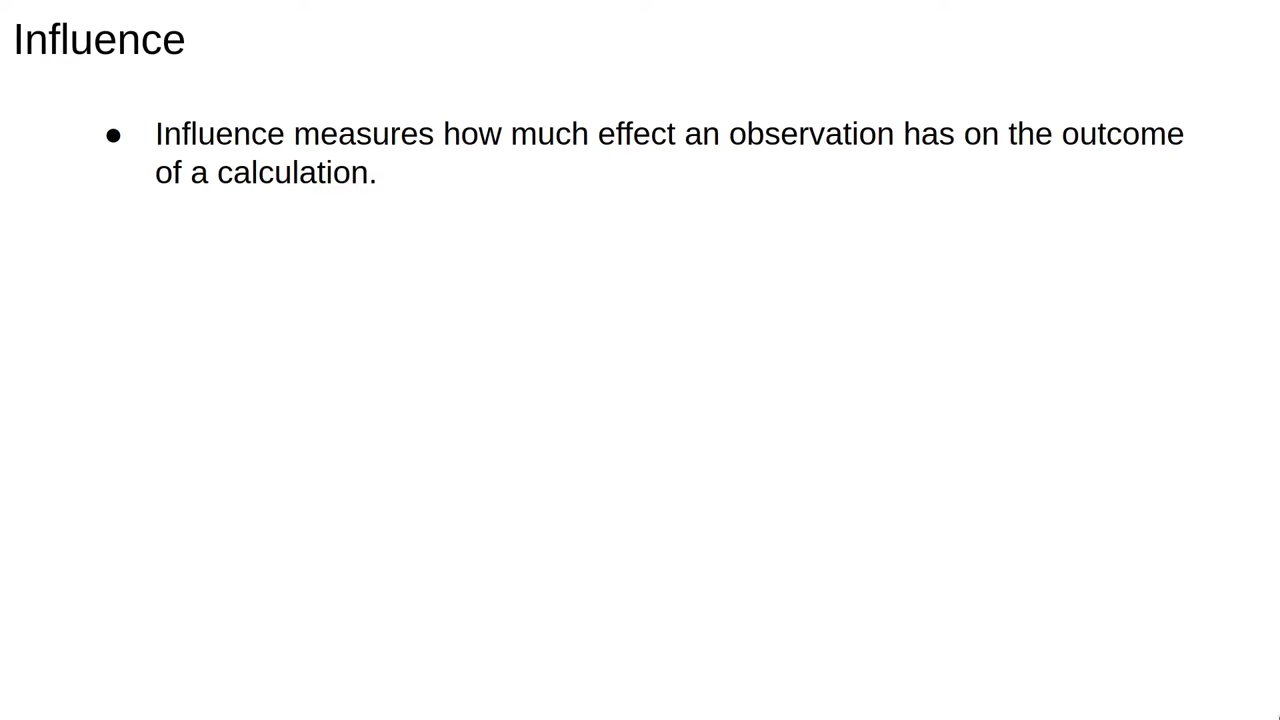 Influence
● Influence measures how much effect an observation has on the outcome
of a calculation.